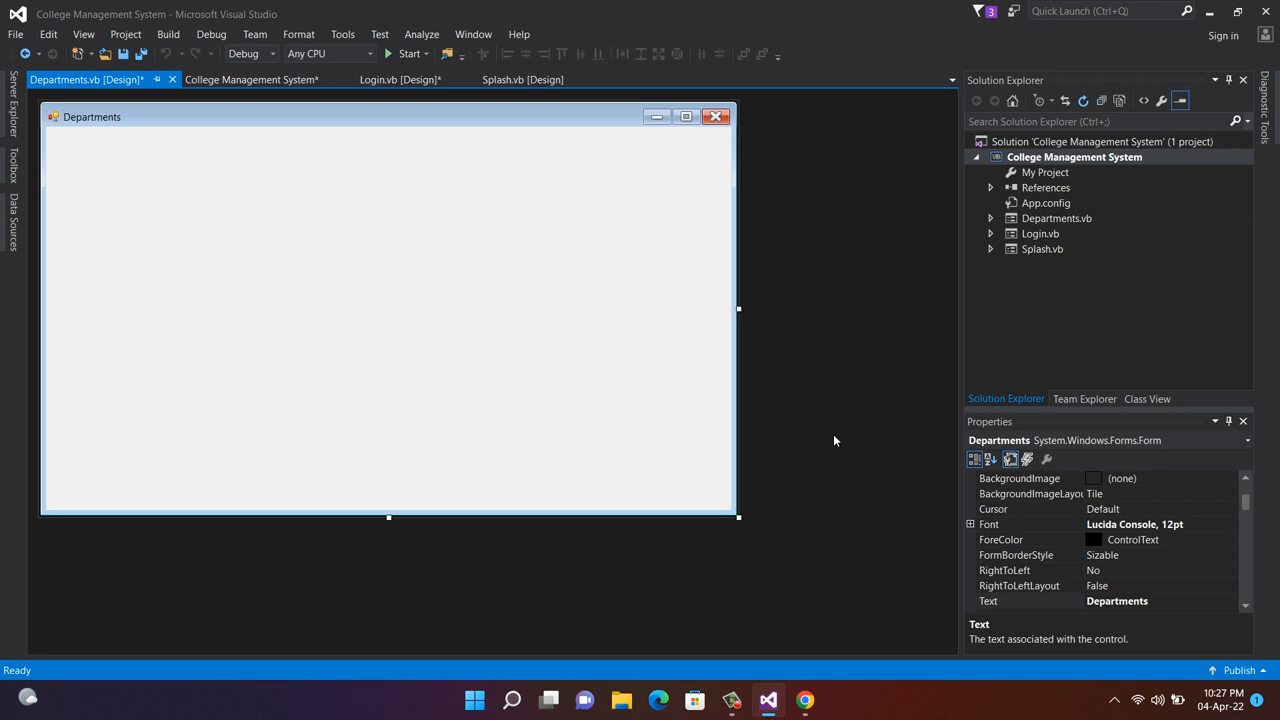 College Management System - Microsoft Visual Studio
3
Quick Launch (Ctrl+Q)
File Edit View Project Build Debug Team Format Tools Test Analyze Window Help
Sign in
Debug Any CPU Start
Departments.vb [Design]* College Management System* Login.vb [Design]* Splash.vb [Design]
Server Explorer
Toolbox
Data Sources
Departments
Solution Explorer
Search Solution Explorer (Ctrl+;)
Solution 'College Management System' (1 project)
VB College Management System
My Project
References
App.config
Departments.vb
Login.vb
Splash.vb
Diagnostic Tools
Solution Explorer Team Explorer Class View
Properties
Departments System.Windows.Forms.Form
BackgroundImage (none)
BackgroundImageLayou Tile
Cursor Default
Font Lucida Console, 12pt
ForeColor ControlText
FormBorderStyle Sizable
RightToLeft No
RightToLeftLayout False
Text Departments
Text
The text associated with the control.
Ready
Publish
10:27 PM
04-Apr-22
1